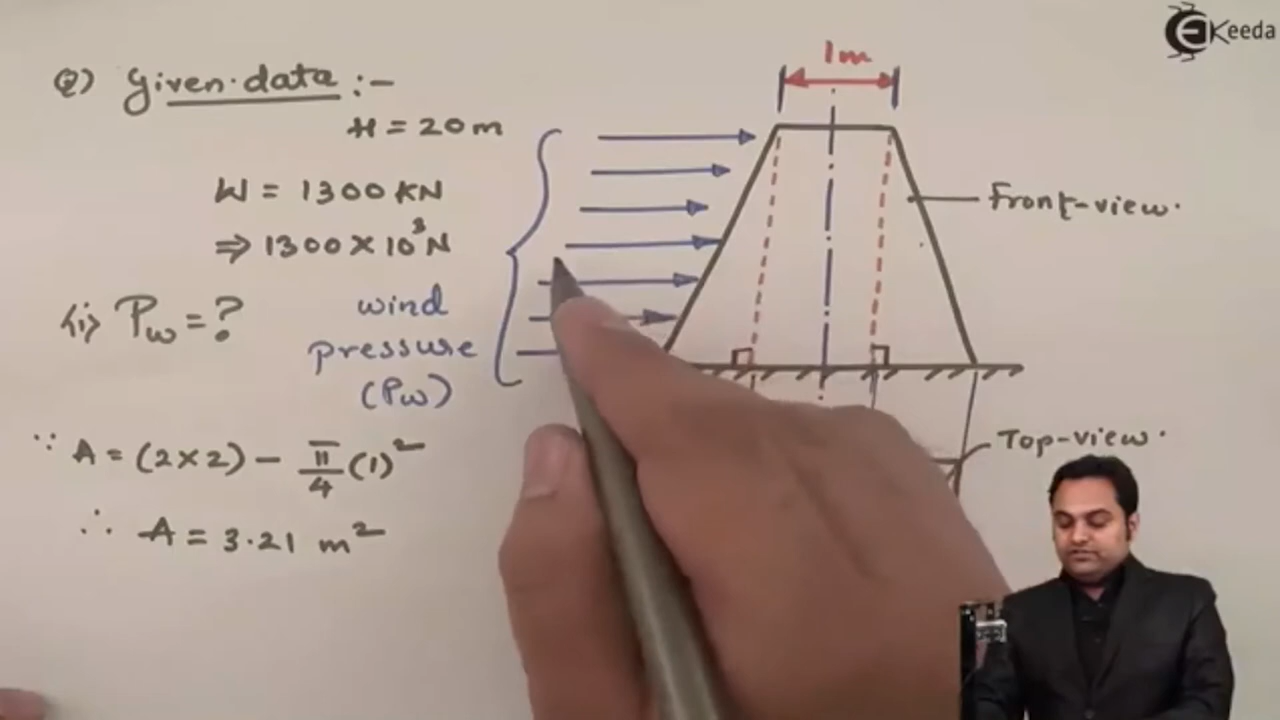 Q) Given data :-
H = 20m
W = 1300 KN
⇒ 1300 × 10³ N
(i) Pw = ?
wind
pressure
(Pw)
∵ A = (2×2) - π/4 (1)²
∴ A = 3.21 m²
1m
Front-view.
Top-view.
Ekeeda